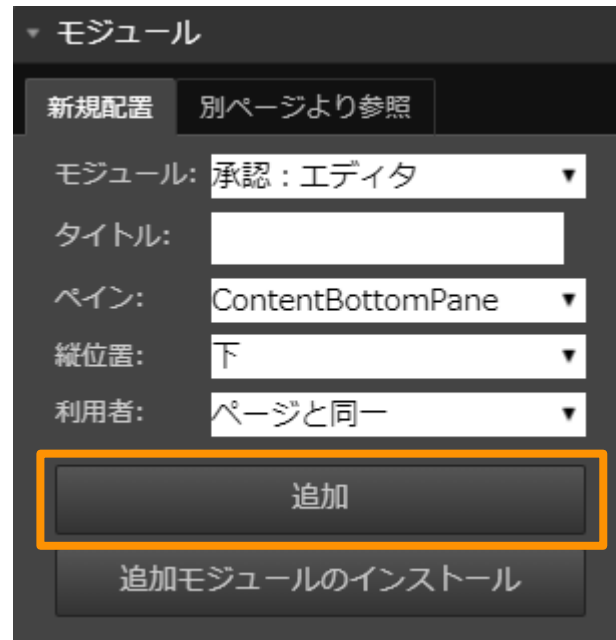 モジュール
新規配置 別ページより参照
モジュール: 承認：エディタ
タイトル:
ペイン: ContentBottomPane
縦位置: 下
利用者: ページと同一
追加
追加モジュールのインストール